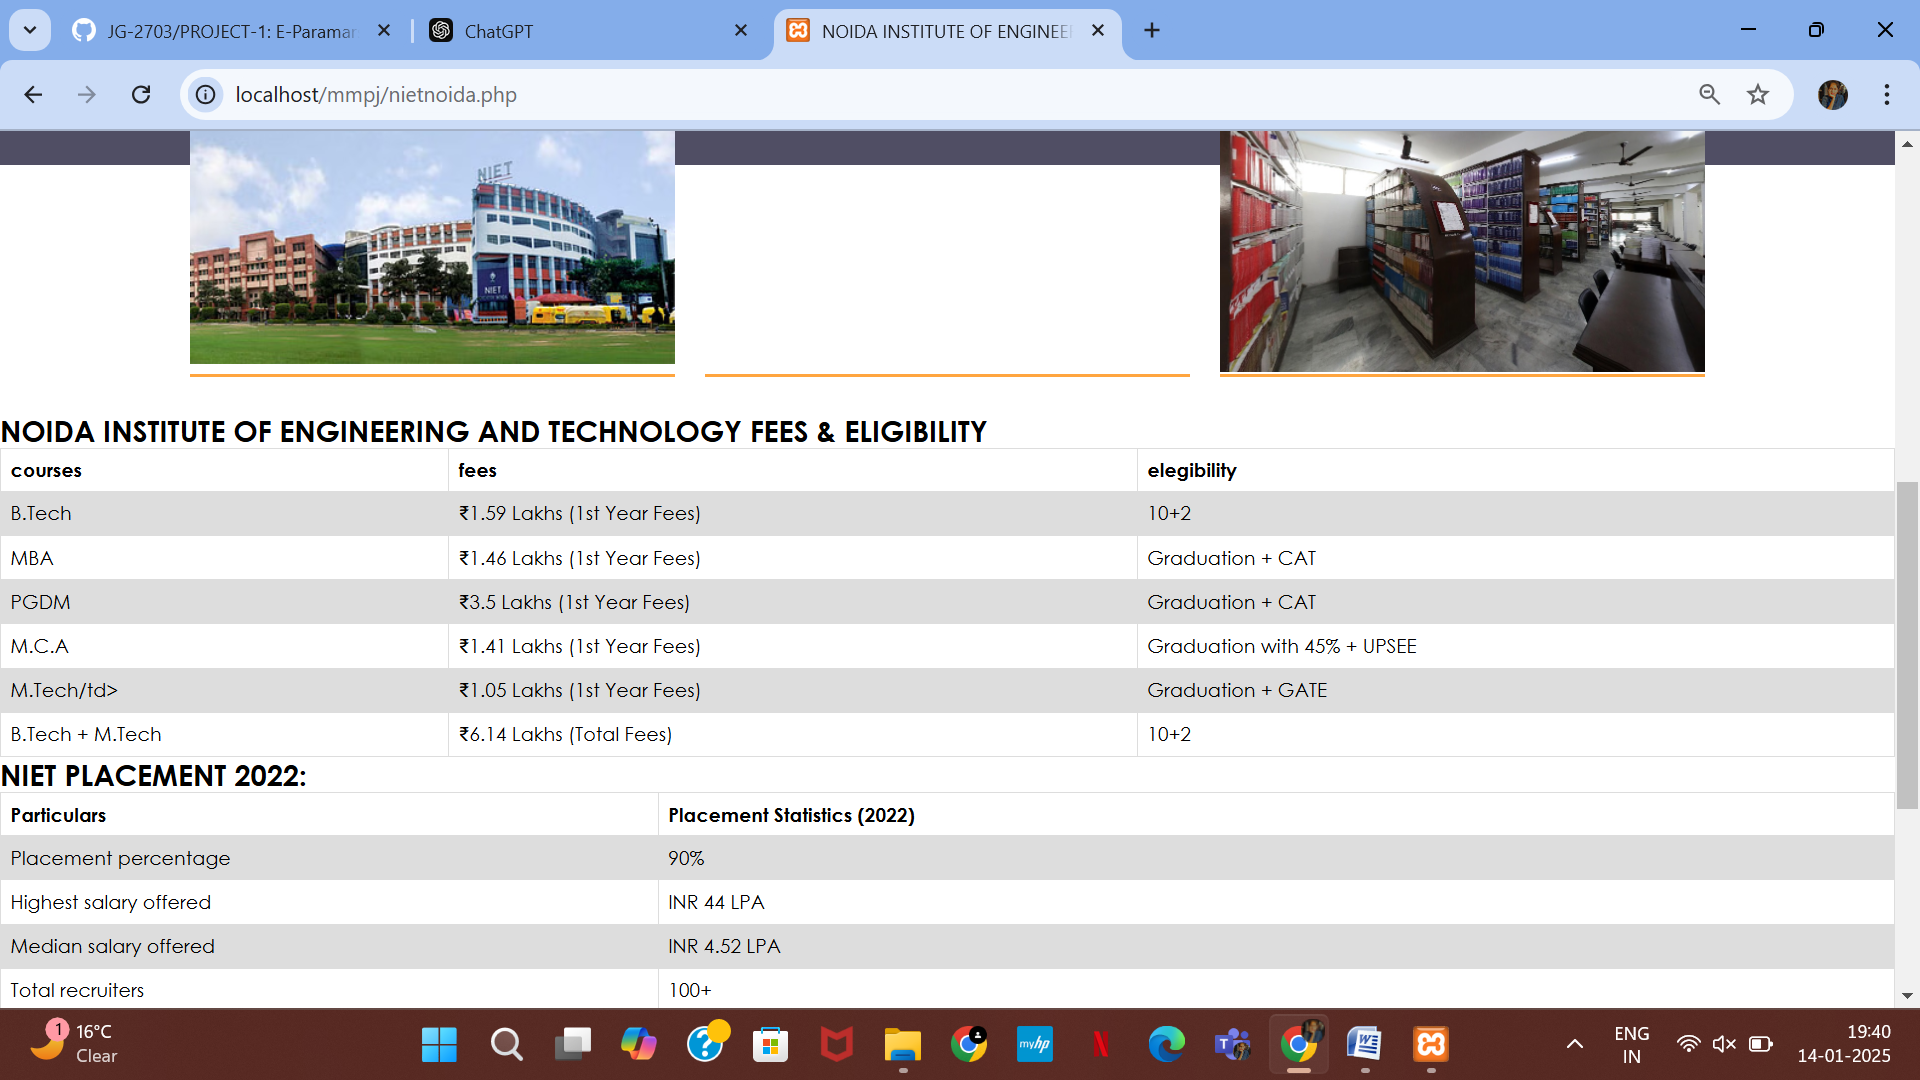 JG-2703/PROJECT-1: E-Paramar
ChatGPT
NOIDA INSTITUTE OF ENGINEE
localhost/mmpj/nietnoida.php
NIET
NIET
NOIDA INSTITUTE OF ENGINEERING AND TECHNOLOGY FEES & ELIGIBILITY
courses fees elegibility
B.Tech ₹1.59 Lakhs (1st Year Fees) 10+2
MBA ₹1.46 Lakhs (1st Year Fees) Graduation + CAT
PGDM ₹3.5 Lakhs (1st Year Fees) Graduation + CAT
M.C.A ₹1.41 Lakhs (1st Year Fees) Graduation with 45% + UPSEE
M.Tech/td> ₹1.05 Lakhs (1st Year Fees) Graduation + GATE
B.Tech + M.Tech ₹6.14 Lakhs (Total Fees) 10+2
NIET PLACEMENT 2022:
Particulars Placement Statistics (2022)
Placement percentage 90%
Highest salary offered INR 44 LPA
Median salary offered INR 4.52 LPA
Total recruiters 100+
1 16°C
Clear
myhp
ENG
IN
19:40
14-01-2025